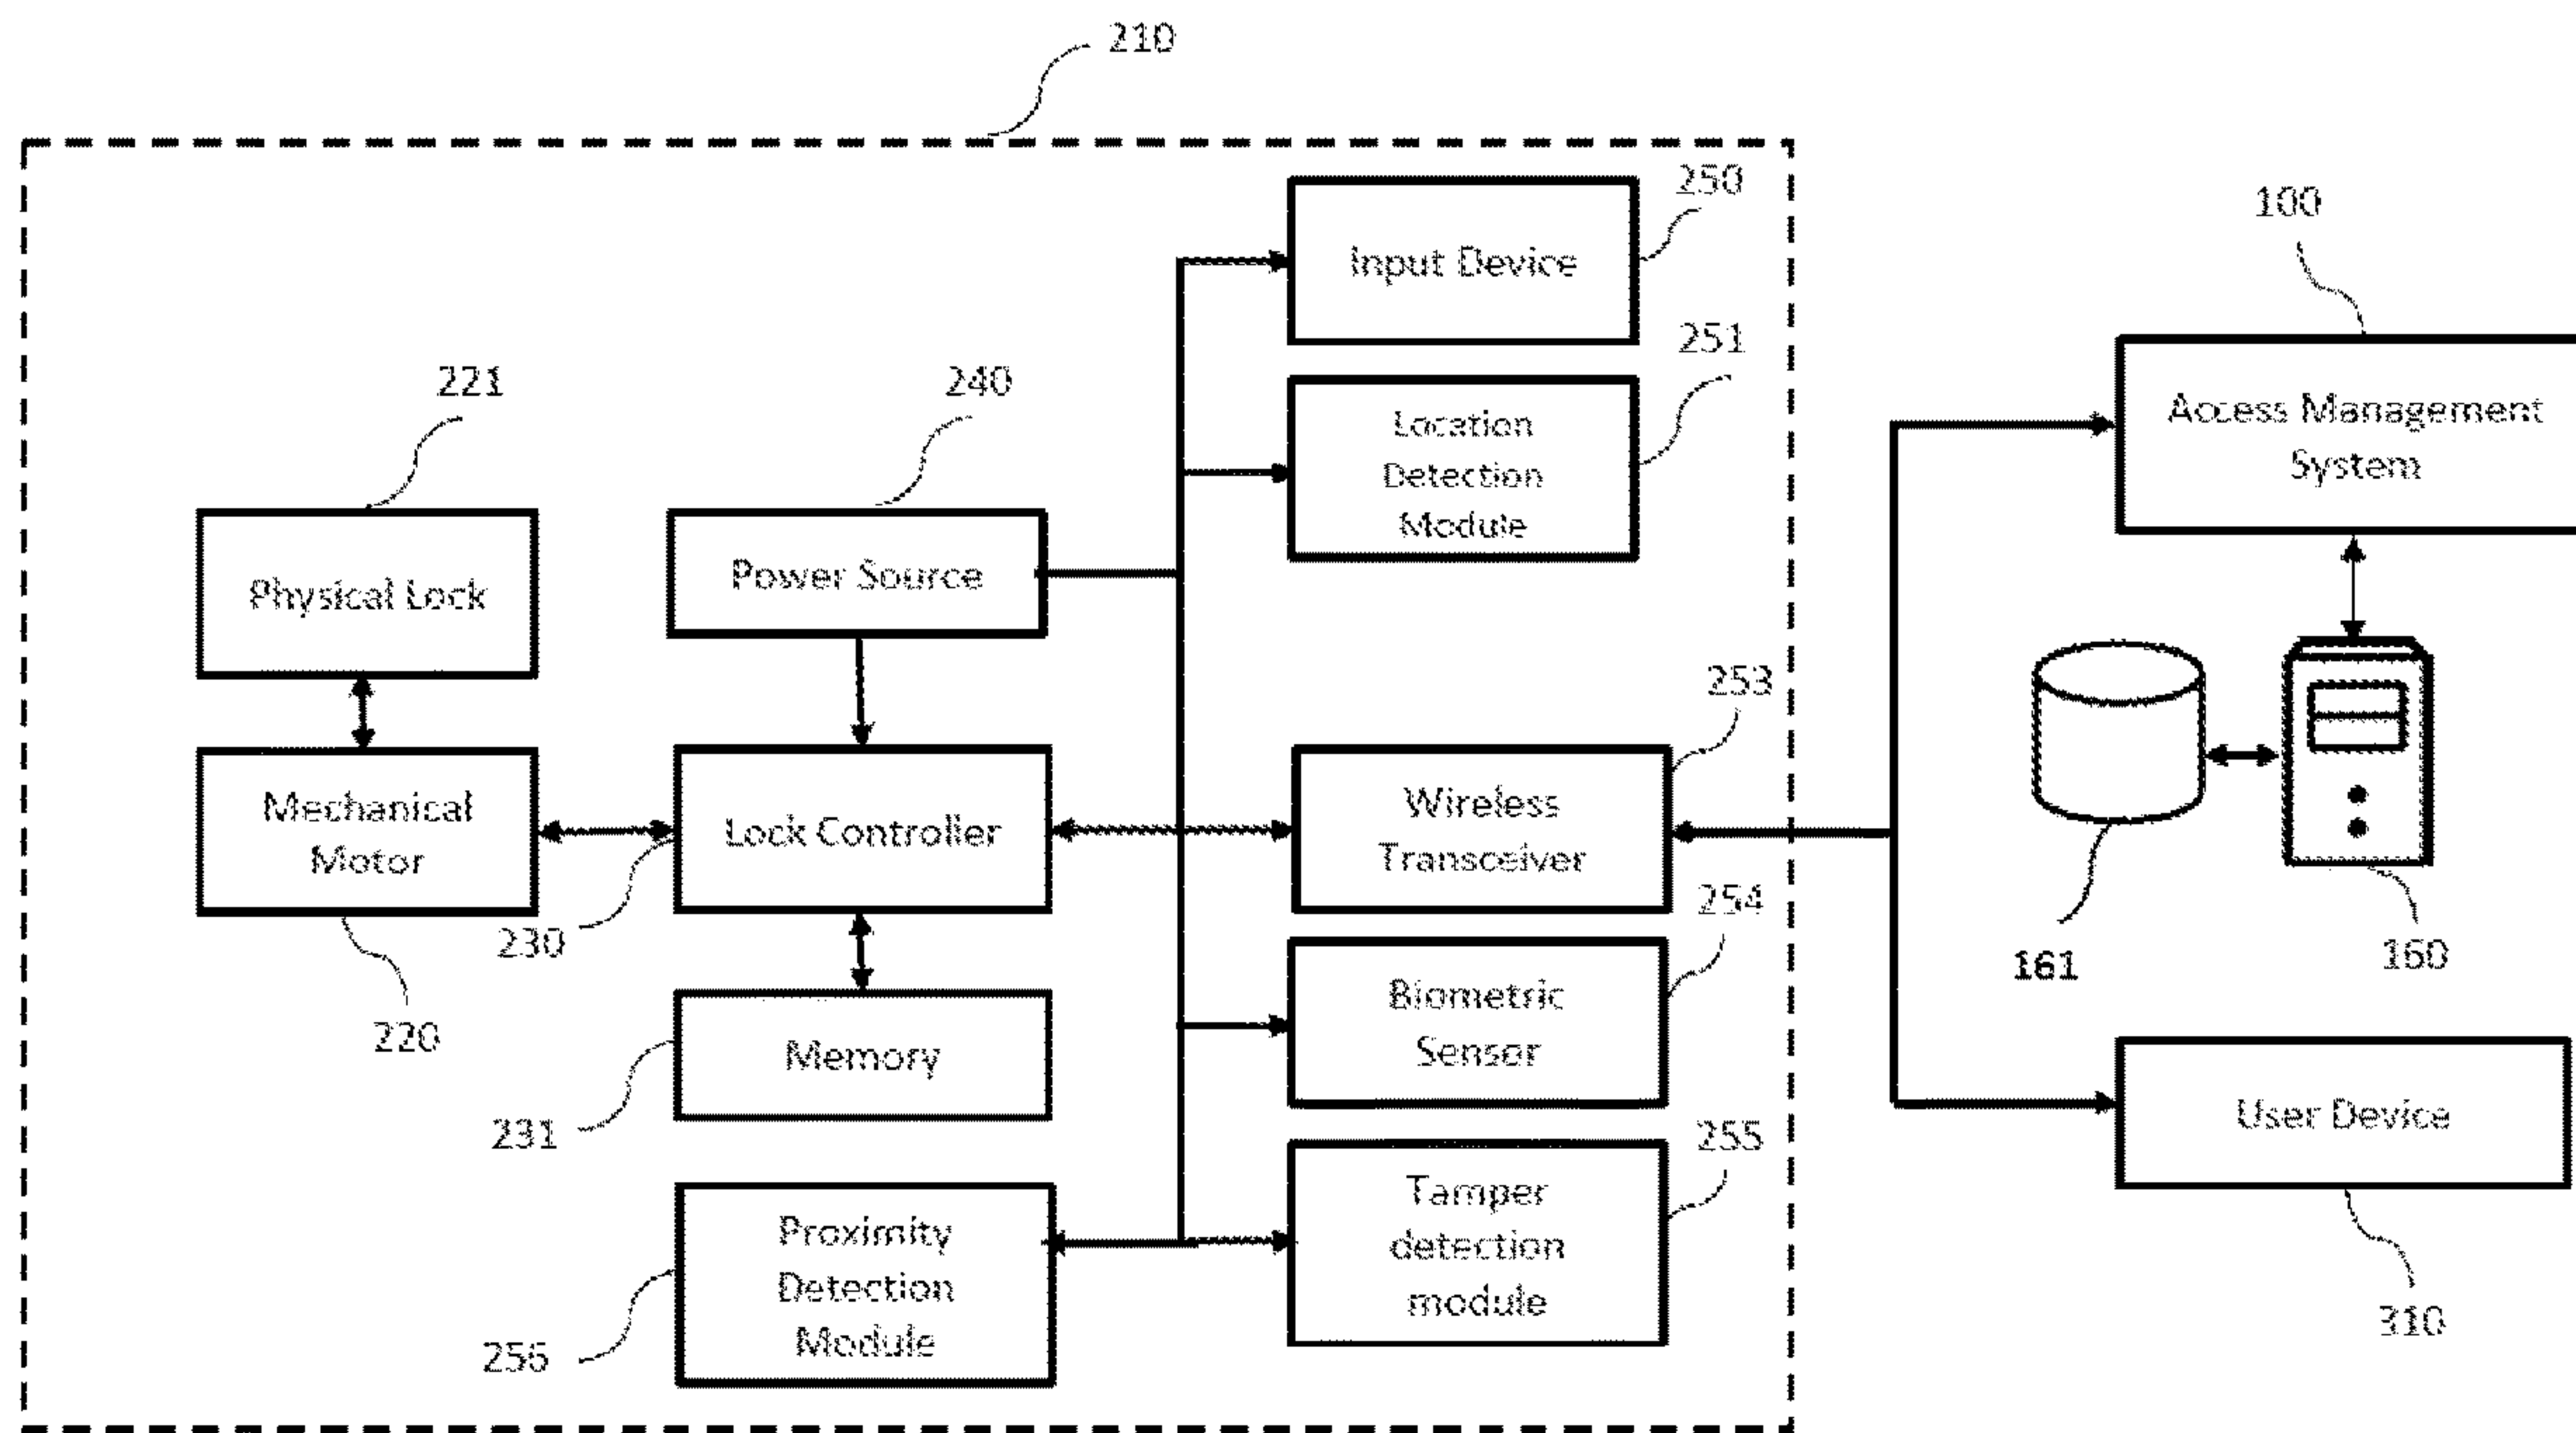 210
250
Input Device
100
251
Location
Detection
Module
Access Management
System
221
240
Physical Lock
Power Source
253
Mechanical
Motor
Lock Controller
Wireless
Transceiver
230
254
161
160
220
Memory
Biometric
Sensor
231
255
User Device
Proximity
Detection
Module
Tamper
detection
module
256
310